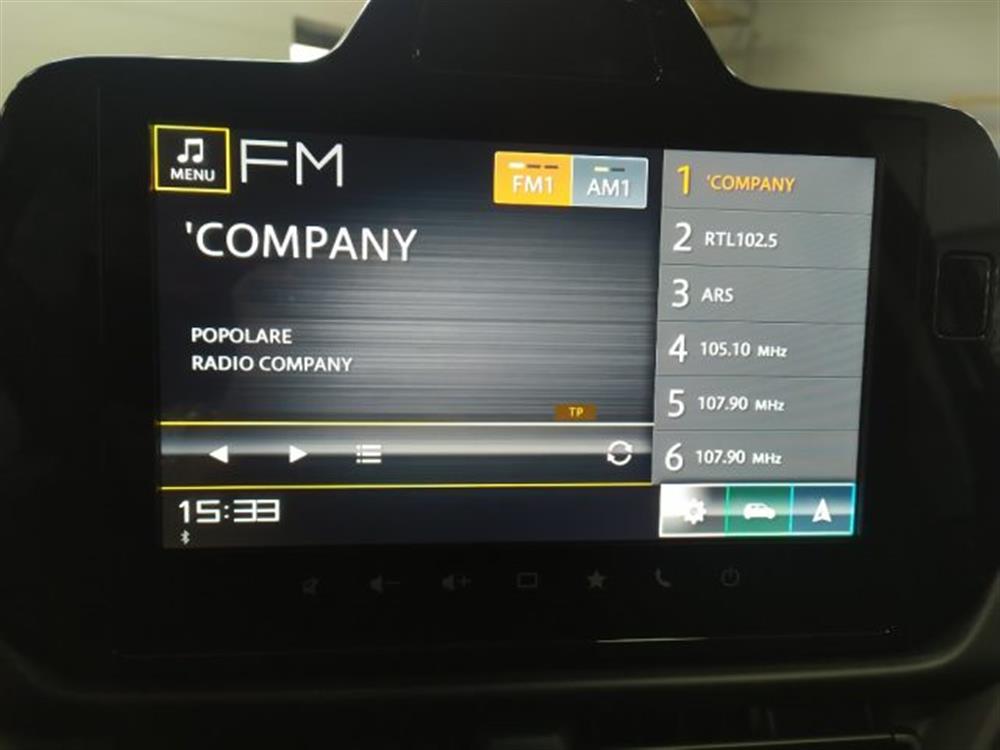 MENU
FM
FM1
AM1
'COMPANY
POPOLARE
RADIO COMPANY
TP
15:33
1 'COMPANY
2 RTL102.5
3 ARS
4 105.10 MHz
5 107.90 MHz
6 107.90 MHz